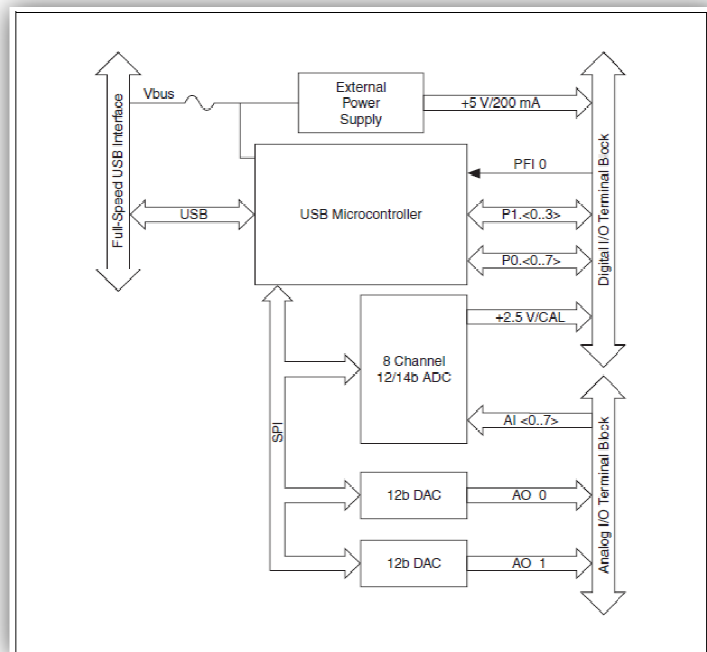 Vbus
External
Power
Supply
+5 V/200 mA
Full-Speed USB Interface
PFI 0
USB
USB Microcontroller
P1.<0..3>
P0.<0..7>
Digital I/O Terminal Block
+2.5 V/CAL
8 Channel
12/14b ADC
SPI
AI <0..7>
12b DAC
AO 0
12b DAC
AO 1
Analog I/O Terminal Block